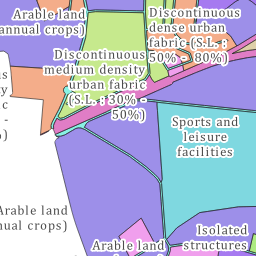 Arable land
annual crops)
Discontinuous
dense urban
fabric (S.L. :
50% - 80%)
Discontinuous
medium density
urban fabric
(S.L. : 30% -
50%)
Sports and
leisure
facilities
Arable land
ual crops)
Arable land
Isolated
structures